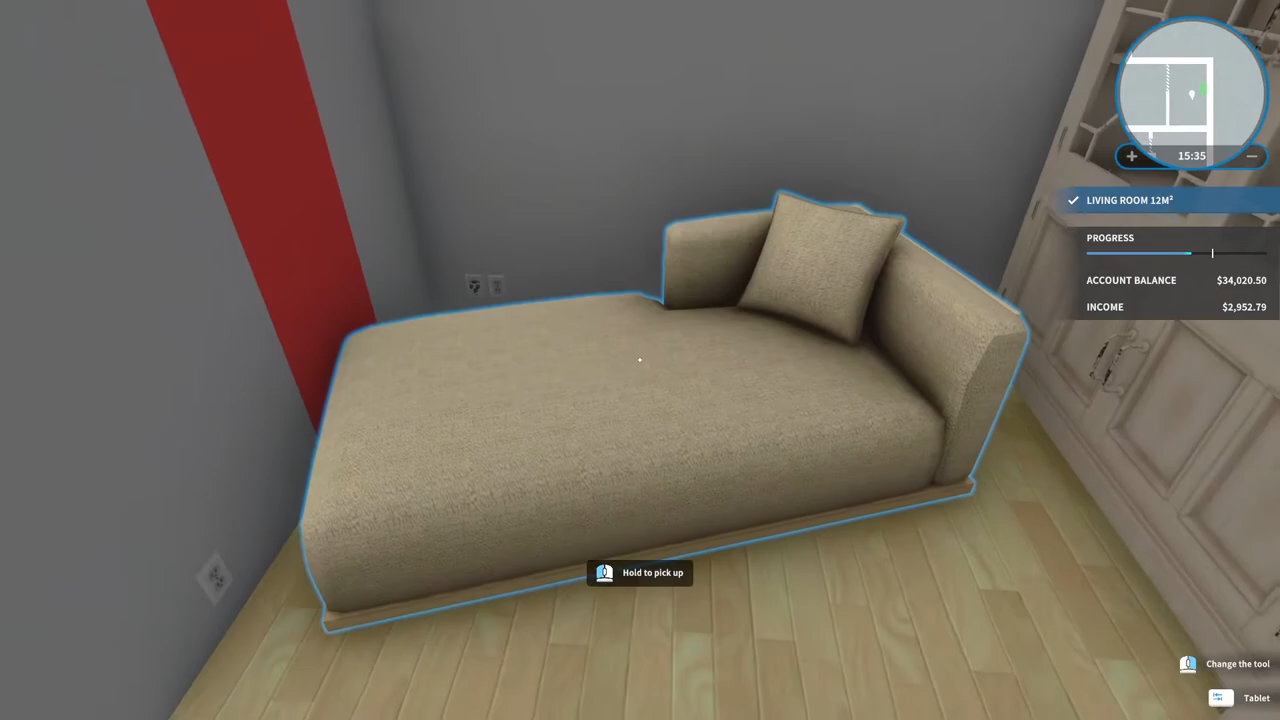 15:35
LIVING ROOM 12M²
PROGRESS
ACCOUNT BALANCE $34,020.50
INCOME $2,952.79
Hold to pick up
Change the tool
Tablet